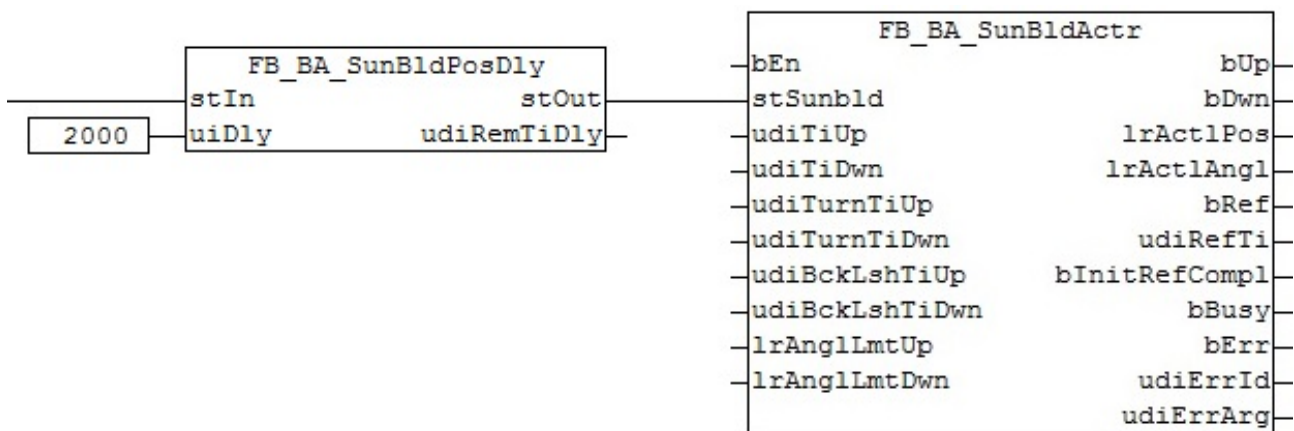 FB_BA_SunBldPosDly
stIn stOut
2000 uiDly udiRemTiDly
FB_BA_SunBldActr
bEn bUp
stSunbld bDwn
udiTiUp lrActlPos
udiTiDwn lrActlAngl
udiTurnTiUp bRef
udiTurnTiDwn udiRefTi
udiBckLshTiUp bInitRefCompl
udiBckLshTiDwn bBusy
lrAnglLmtUp bErr
lrAnglLmtDwn udiErrId
udiErrArg